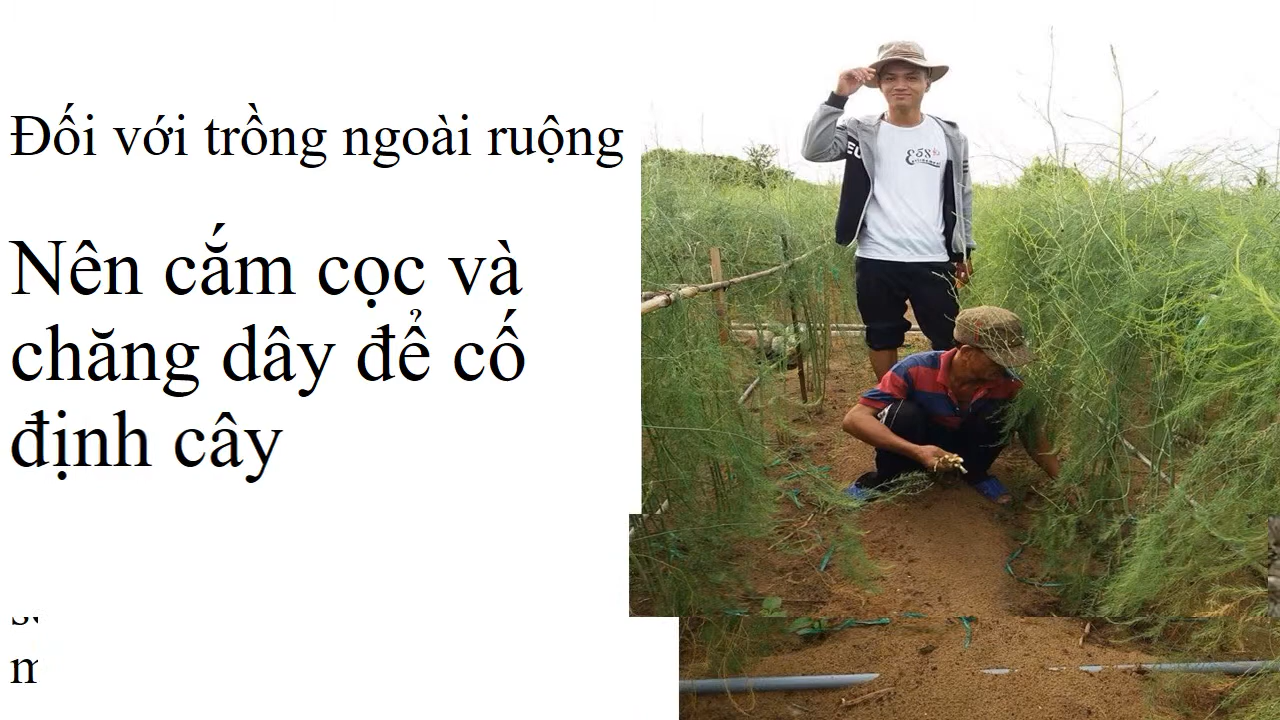 Đối với trồng ngoài ruộng
Nên cắm cọc và
chăng dây để cố
định cây